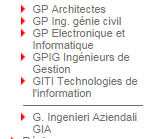 GP Architectes
GP Ing. génie civil
GP Electronique et
Informatique
GPIG Ingénieurs de
Gestion
GITI Technologies de
l'information
G. Ingenieri Aziendali
GIA